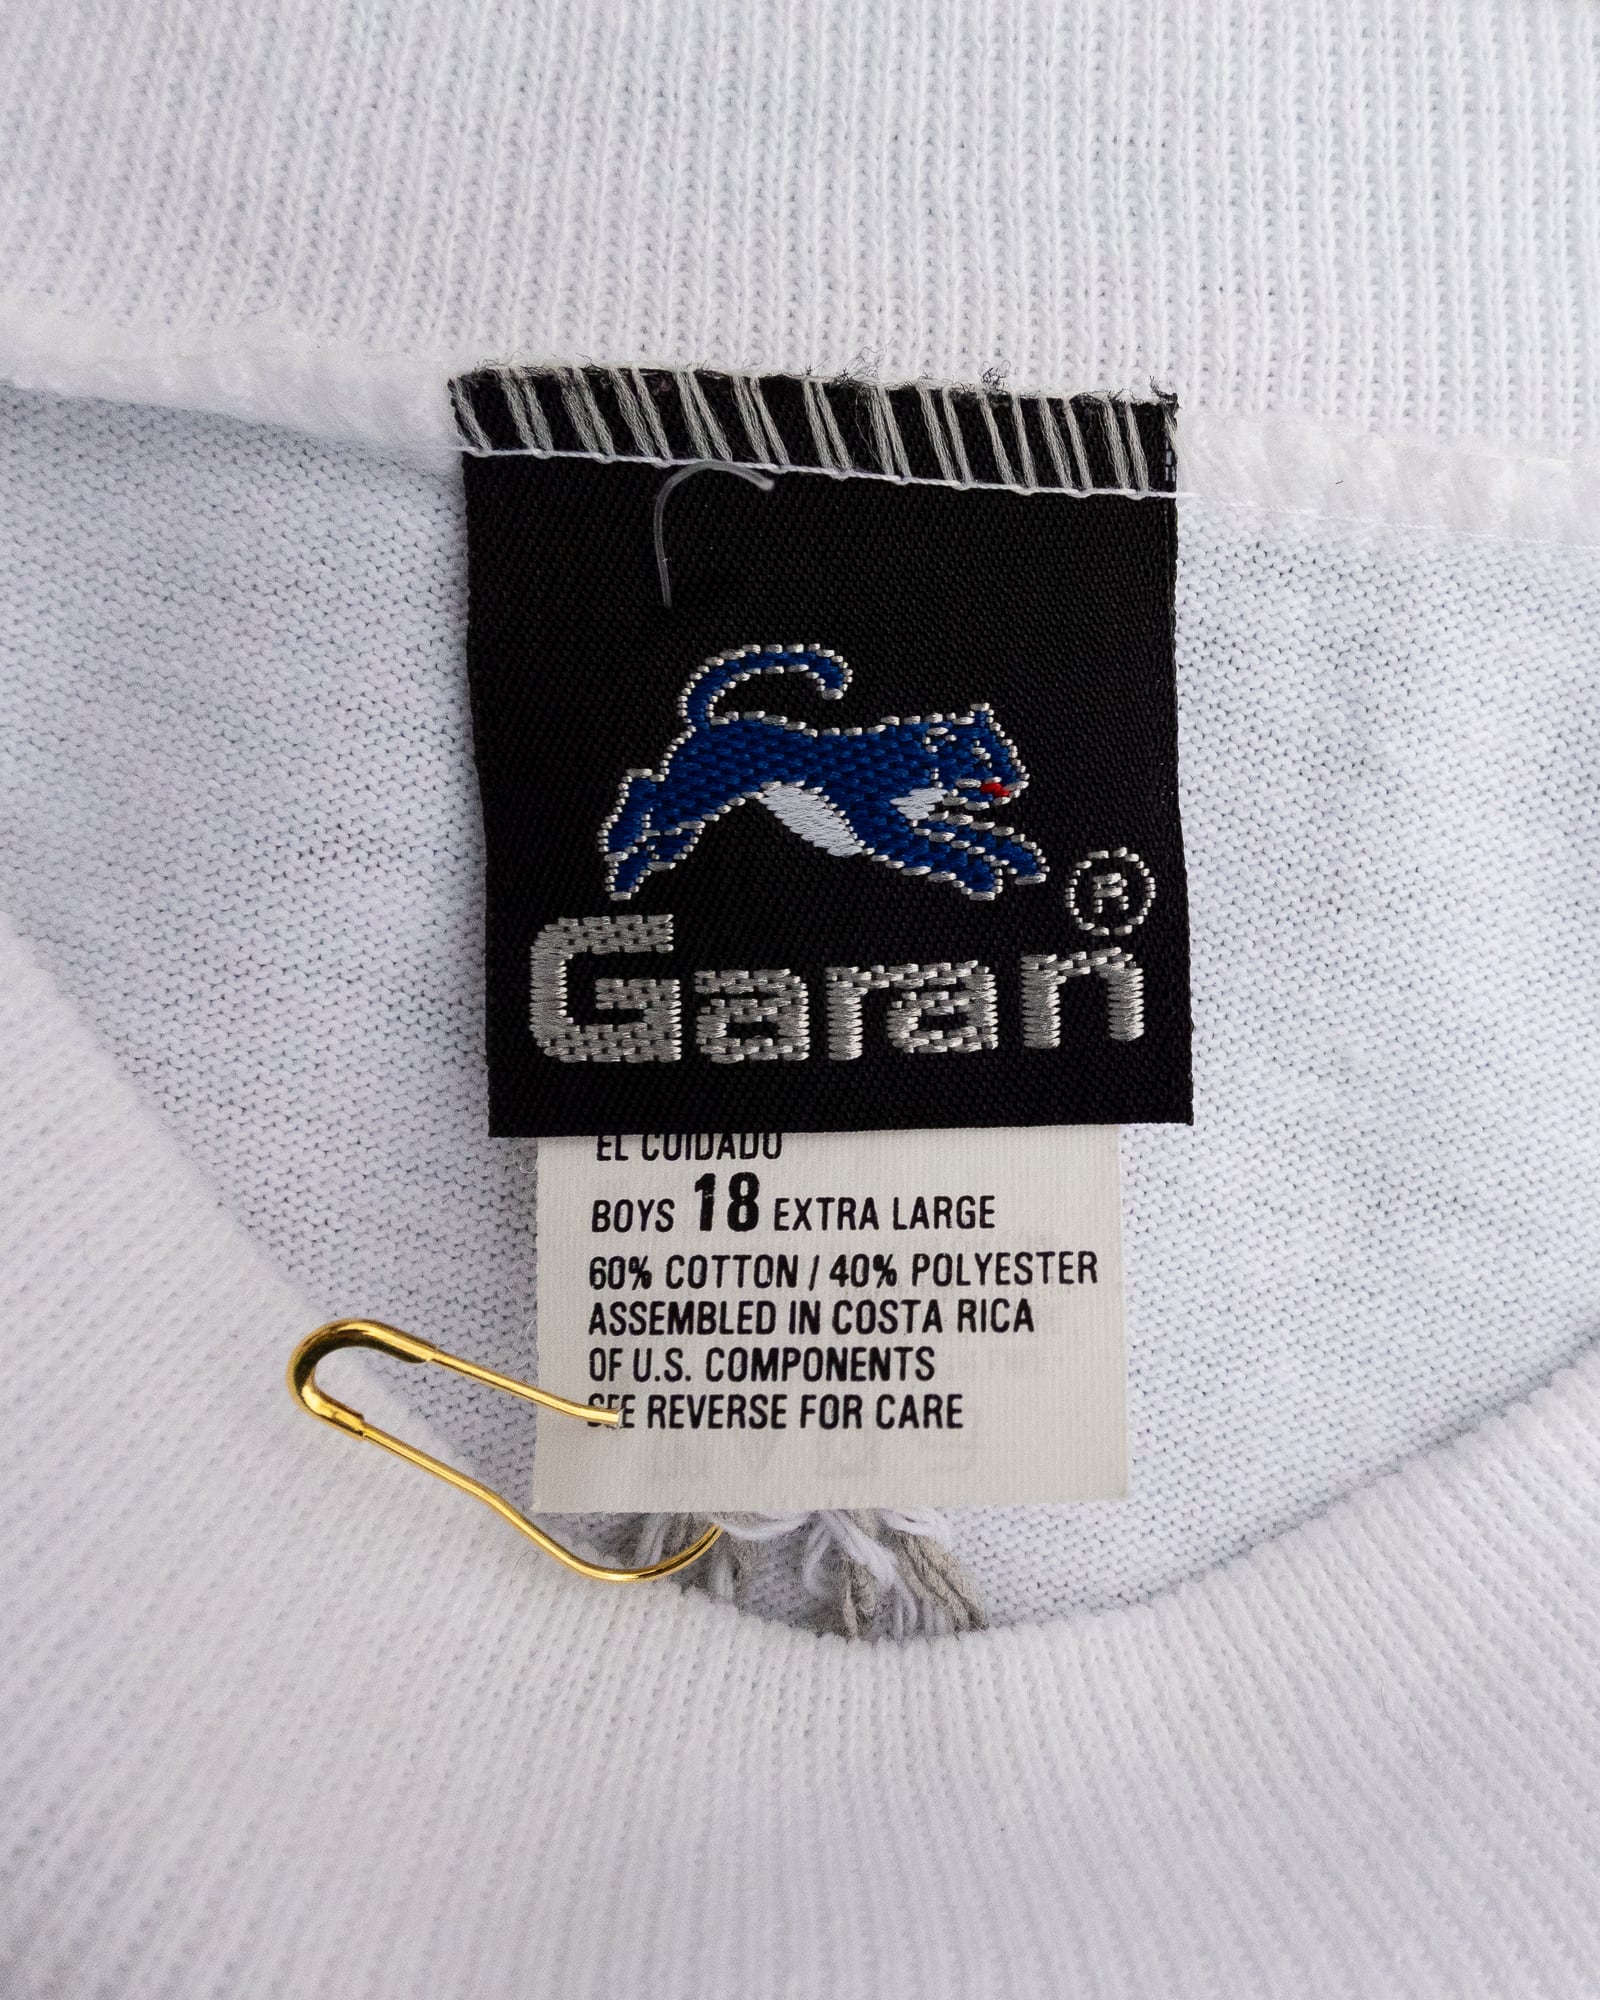 ®
Garan
EL CUIDADO
BOYS 18 EXTRA LARGE
60% COTTON / 40% POLYESTER
ASSEMBLED IN COSTA RICA
OF U.S. COMPONENTS
SEE REVERSE FOR CARE